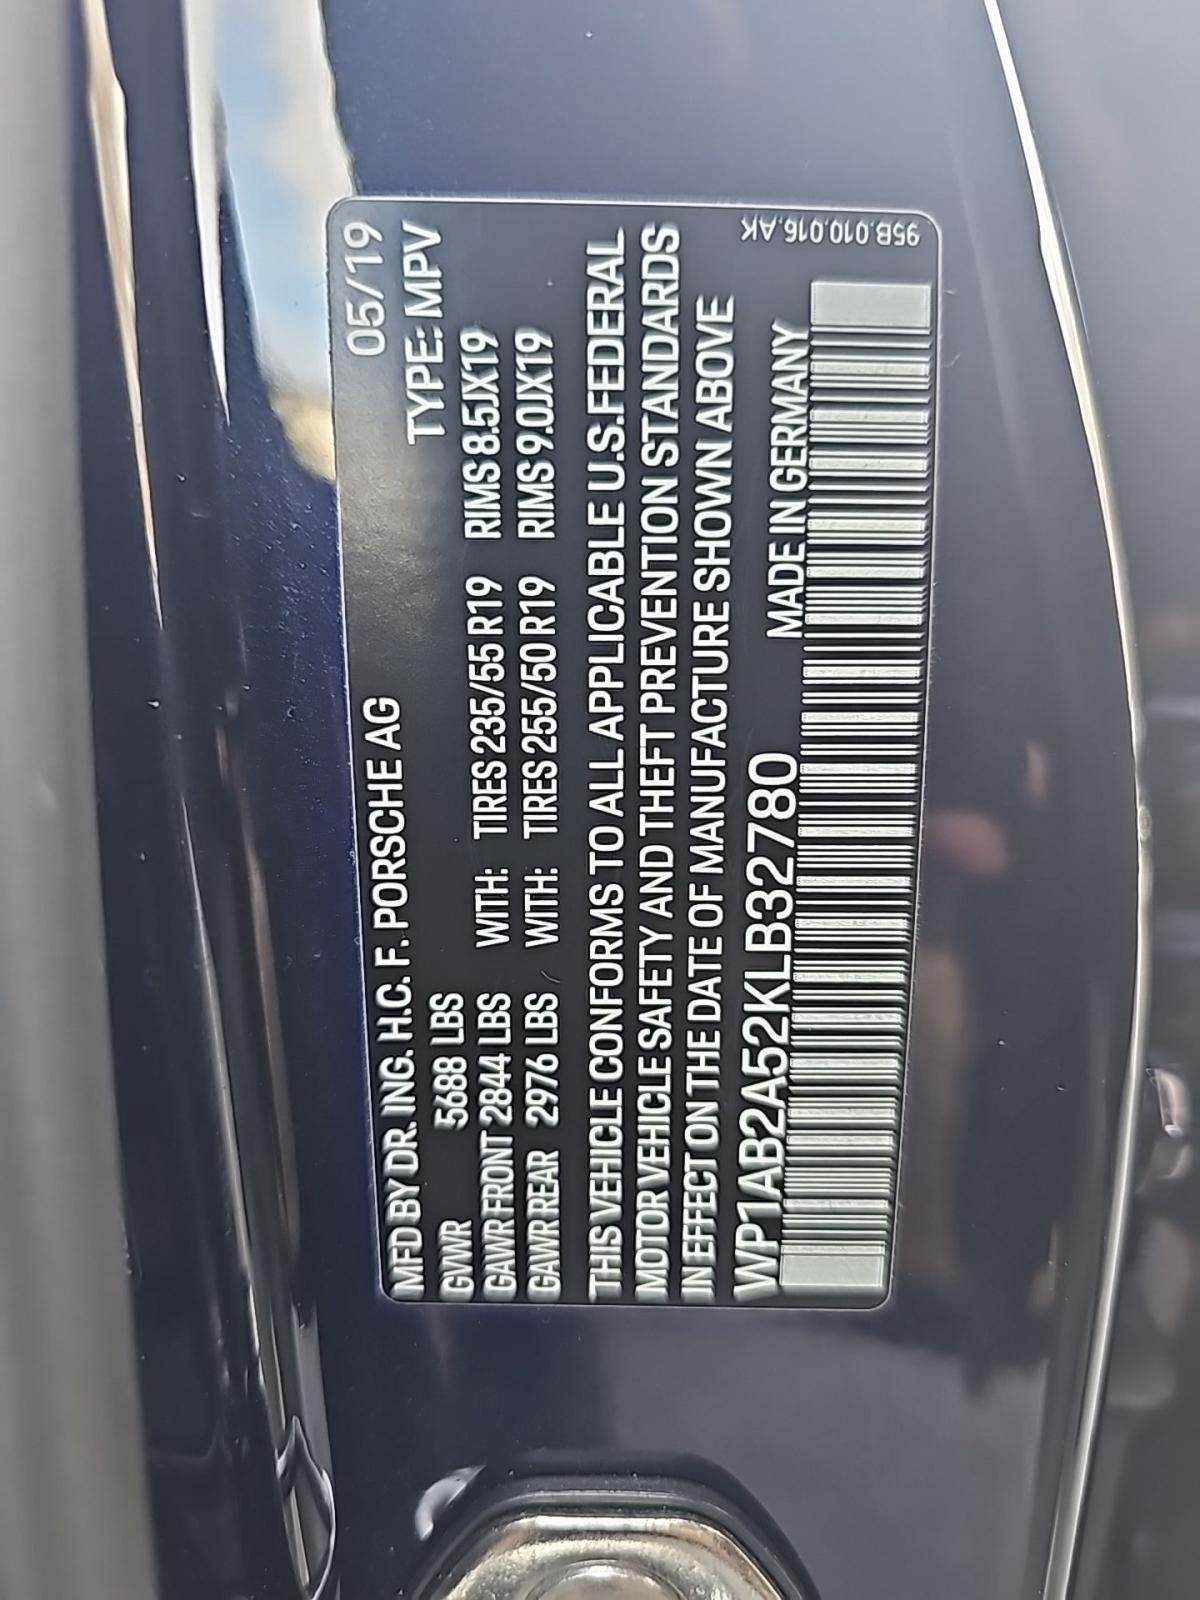 MFD BY DR. ING. H.C. F. PORSCHE AG 05/19
GVWR 5688 LBS TYPE: MPV
GAWR FRONT 2844 LBS WITH: TIRES 235/55 R19 RIMS 8.5JX19
GAWR REAR 2976 LBS WITH: TIRES 255/50 R19 RIMS 9.0JX19
THIS VEHICLE CONFORMS TO ALL APPLICABLE U.S.FEDERAL
MOTOR VEHICLE SAFETY AND THEFT PREVENTION STANDARDS
IN EFFECT ON THE DATE OF MANUFACTURE SHOWN ABOVE
WP1AB2A52KLB32780 MADE IN GERMANY
95B.010.016.AK